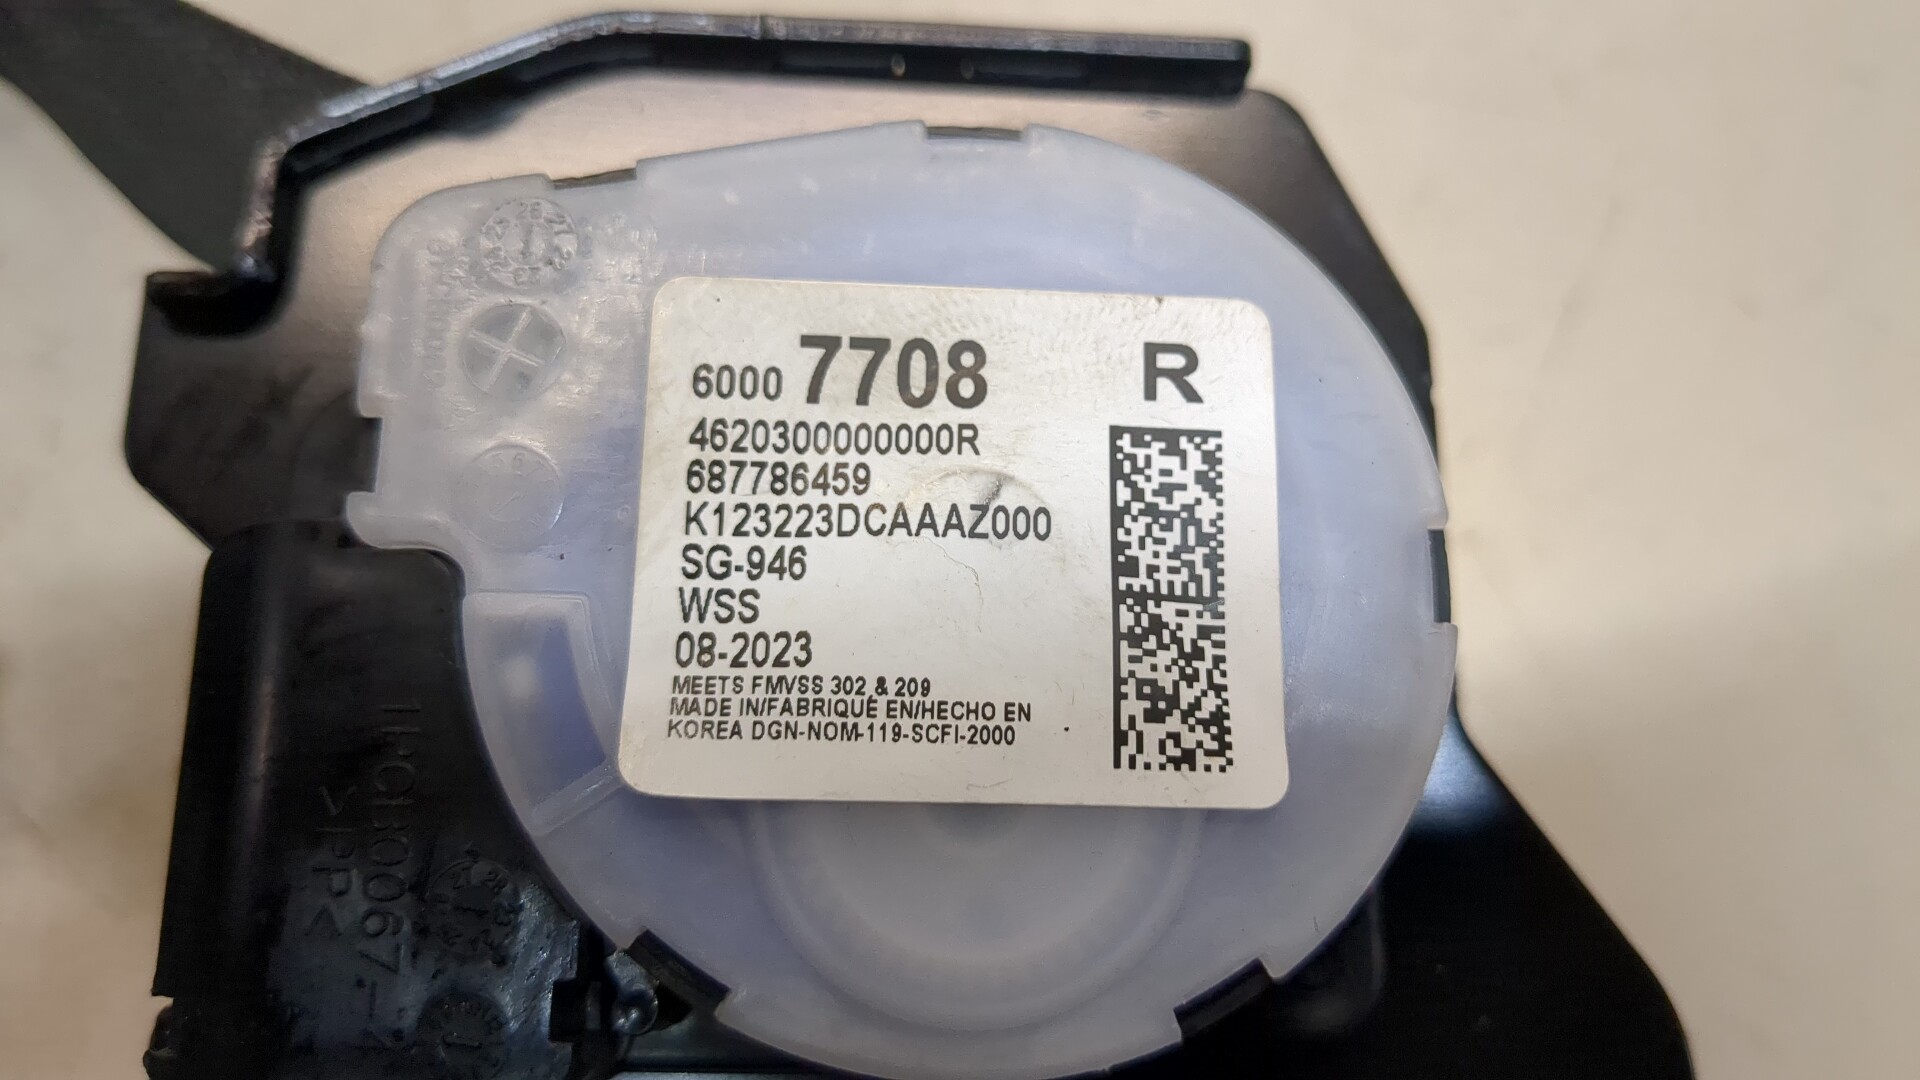 6000 7708 R
4620300000000R
687786459
K123223DCAAAZ000
SG-946
WSS
08-2023
MEETS FMVSS 302 & 209
MADE IN/FABRIQUÉ EN/HECHO EN
KOREA DGN-NOM-119-SCFI-2000
>PP<